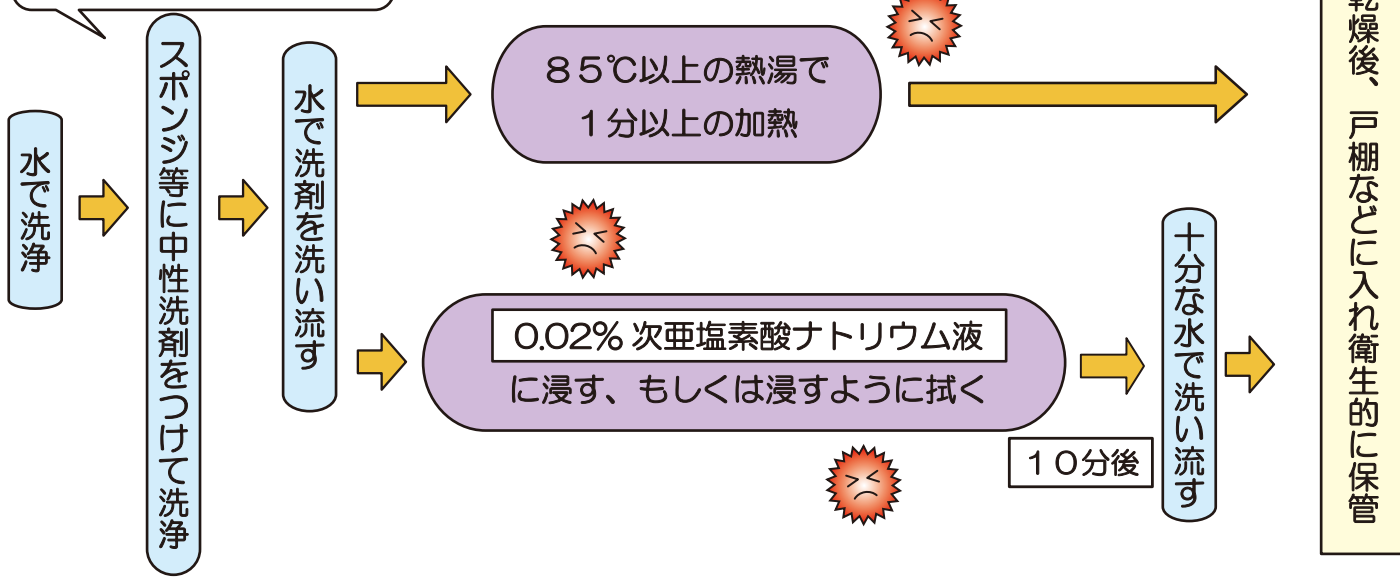 水で洗浄
スポンジ等に中性洗剤をつけて洗浄
水で洗剤を洗い流す
８５℃以上の熱湯で
１分以上の加熱
0.02% 次亜塩素酸ナトリウム液
に浸す、もしくは浸すように拭く
１０分後
十分な水で洗い流す
乾燥後、戸棚などに入れ衛生的に保管